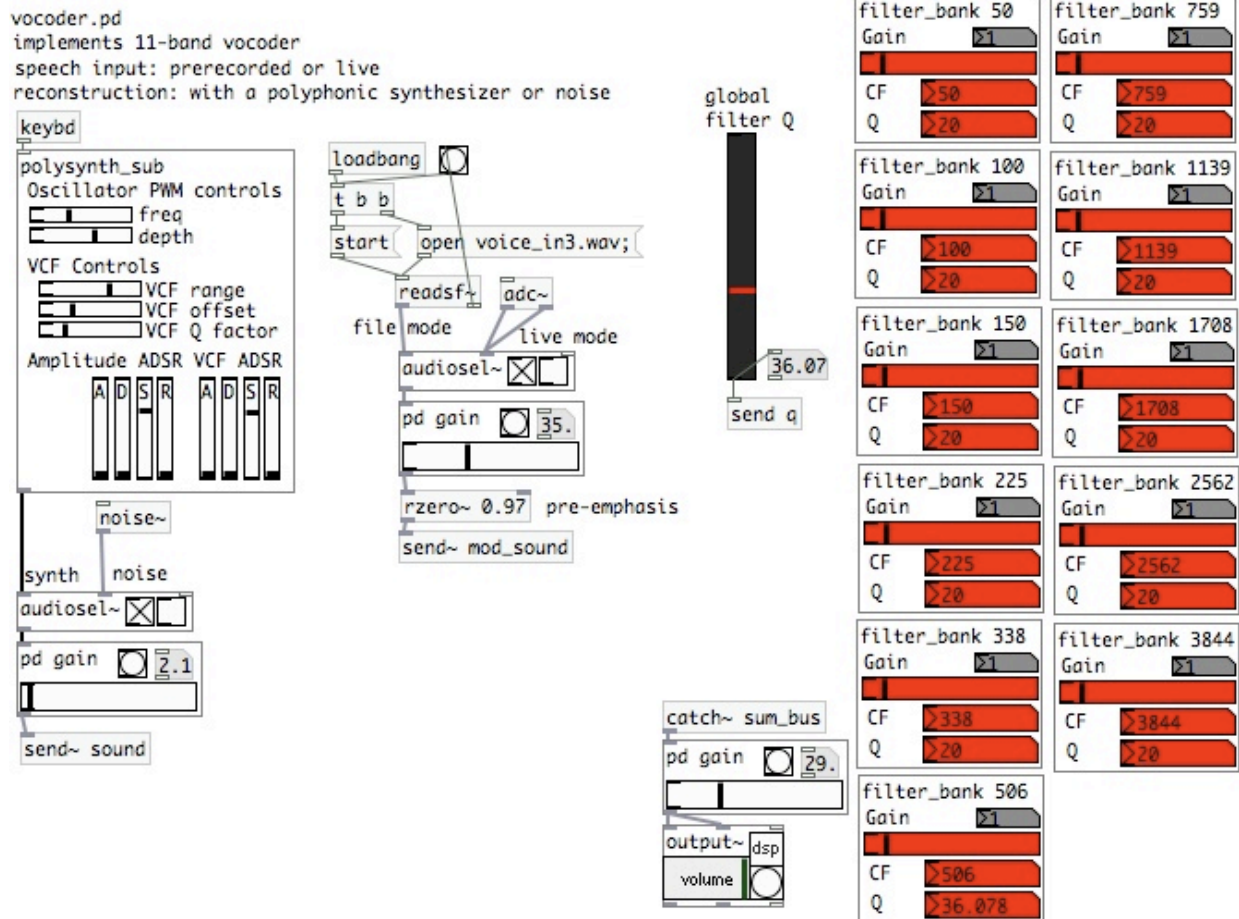 vocoder.pd
implements 11-band vocoder
speech input: prerecorded or live
reconstruction: with a polyphonic synthesizer or noise
keybd
polysynth_sub
Oscillator PWM controls
freq
depth
VCF Controls
VCF range
VCF offset
VCF Q factor
Amplitude ADSR VCF ADSR
A D S R A D S R
noise~
synth noise
audiosel~
pd gain 2.1
send~ sound
loadbang
t b b
start open voice_in3.wav;
readsf~ adc~
file mode live mode
audiosel~
pd gain 35.
rzero~ 0.97 pre-emphasis
send~ mod_sound
global
filter Q
36.07
send q
catch~ sum_bus
pd gain 29.
output~ dsp
volume
filter_bank 50
Gain 1
CF 50
Q 20
filter_bank 100
Gain 1
CF 100
Q 20
filter_bank 150
Gain 1
CF 150
Q 20
filter_bank 225
Gain 1
CF 225
Q 20
filter_bank 338
Gain 1
CF 338
Q 20
filter_bank 506
Gain 1
CF 506
Q 36.078
filter_bank 759
Gain 1
CF 759
Q 20
filter_bank 1139
Gain 1
CF 1139
Q 20
filter_bank 1708
Gain 1
CF 1708
Q 20
filter_bank 2562
Gain 1
CF 2562
Q 20
filter_bank 3844
Gain 1
CF 3844
Q 20